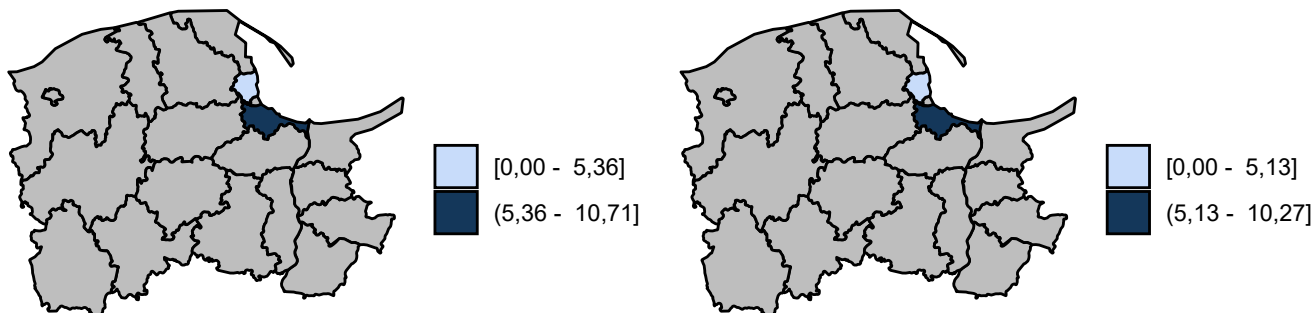 [0,00 - 5,36]
(5,36 - 10,71]
[0,00 - 5,13]
(5,13 - 10,27]